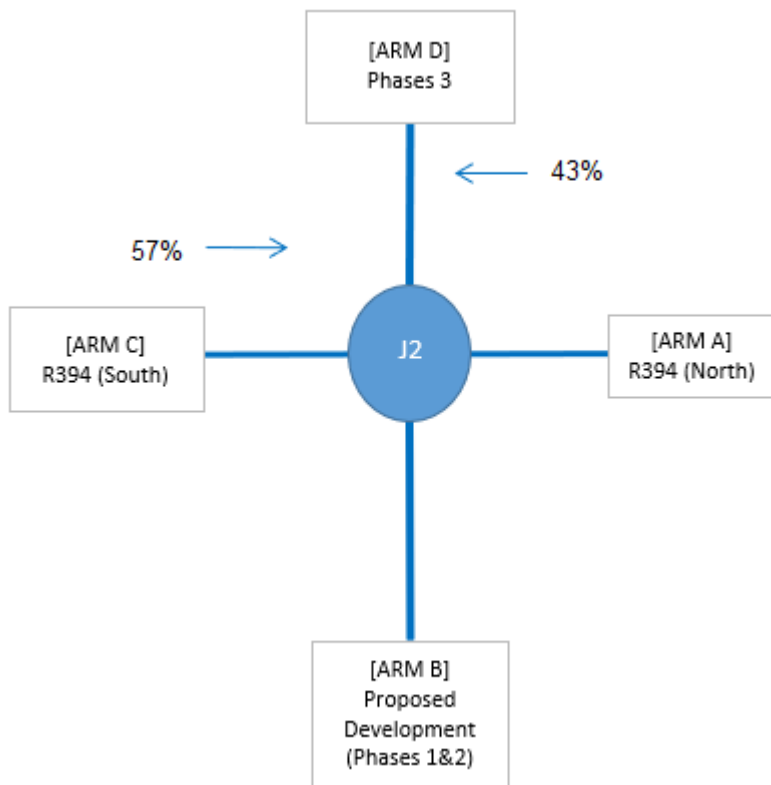 [ARM D]
Phases 3
43%
57%
[ARM C]
R394 (South)
J2
[ARM A]
R394 (North)
[ARM B]
Proposed
Development
(Phases 1&2)